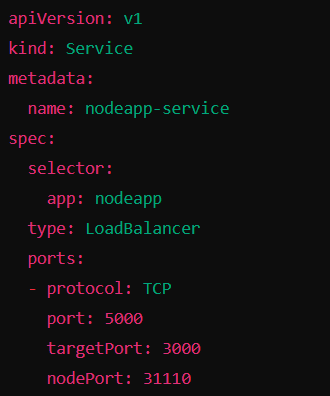 apiVersion: v1
kind: Service
metadata:
  name: nodeapp-service
spec:
  selector:
    app: nodeapp
  type: LoadBalancer
  ports:
  - protocol: TCP
    port: 5000
    targetPort: 3000
    nodePort: 31110